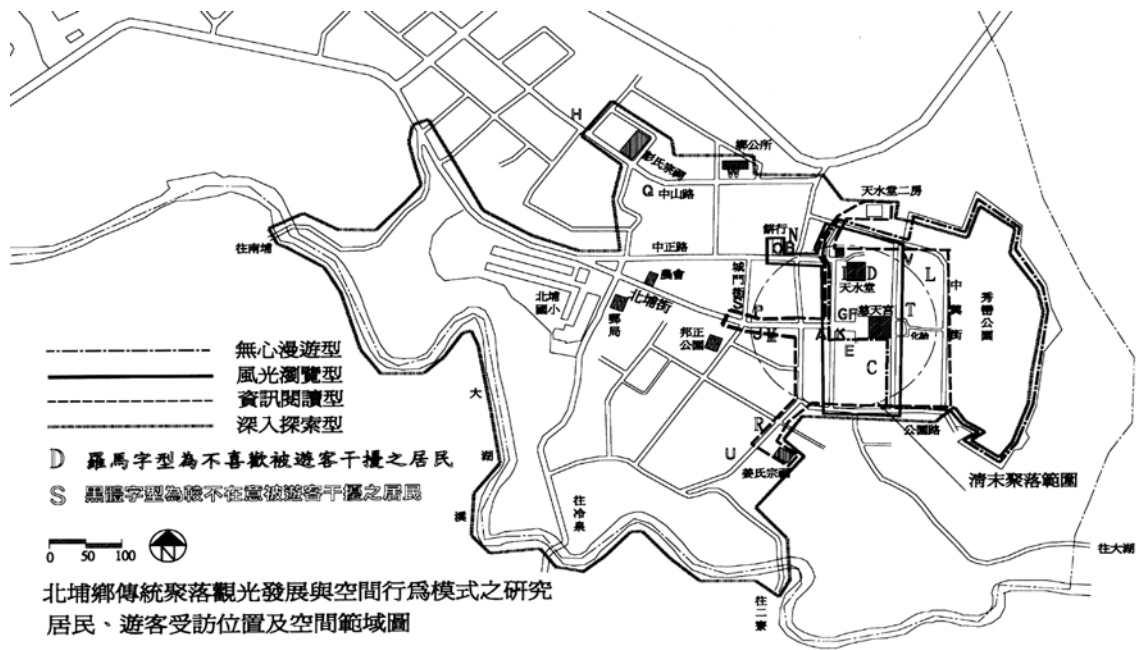 H
彭氏宗祠
鄉公所
W
Q
中山路
天水堂二房
往南埔
銀行
N
B
中正路
V
D
L
天水堂
中興街
秀巒公園
城門街
S
農會
北埔街
北埔國小
郵局
邦正公園
P
G
F
T
慈天宮
A
K
E
C
R
U
公園路
姜氏宗祠
清末聚落範圍
大湖溪
往冷泉
往大湖
往二寮
無心漫遊型
風光瀏覽型
資訊閱讀型
深入探索型
D 羅馬字型為不喜歡被遊客干擾之居民
S 黑體字型為較不在意被遊客干擾之居民
0 50 100
N
北埔鄉傳統聚落觀光發展與空間行為模式之研究
居民、遊客受訪位置及空間範域圖